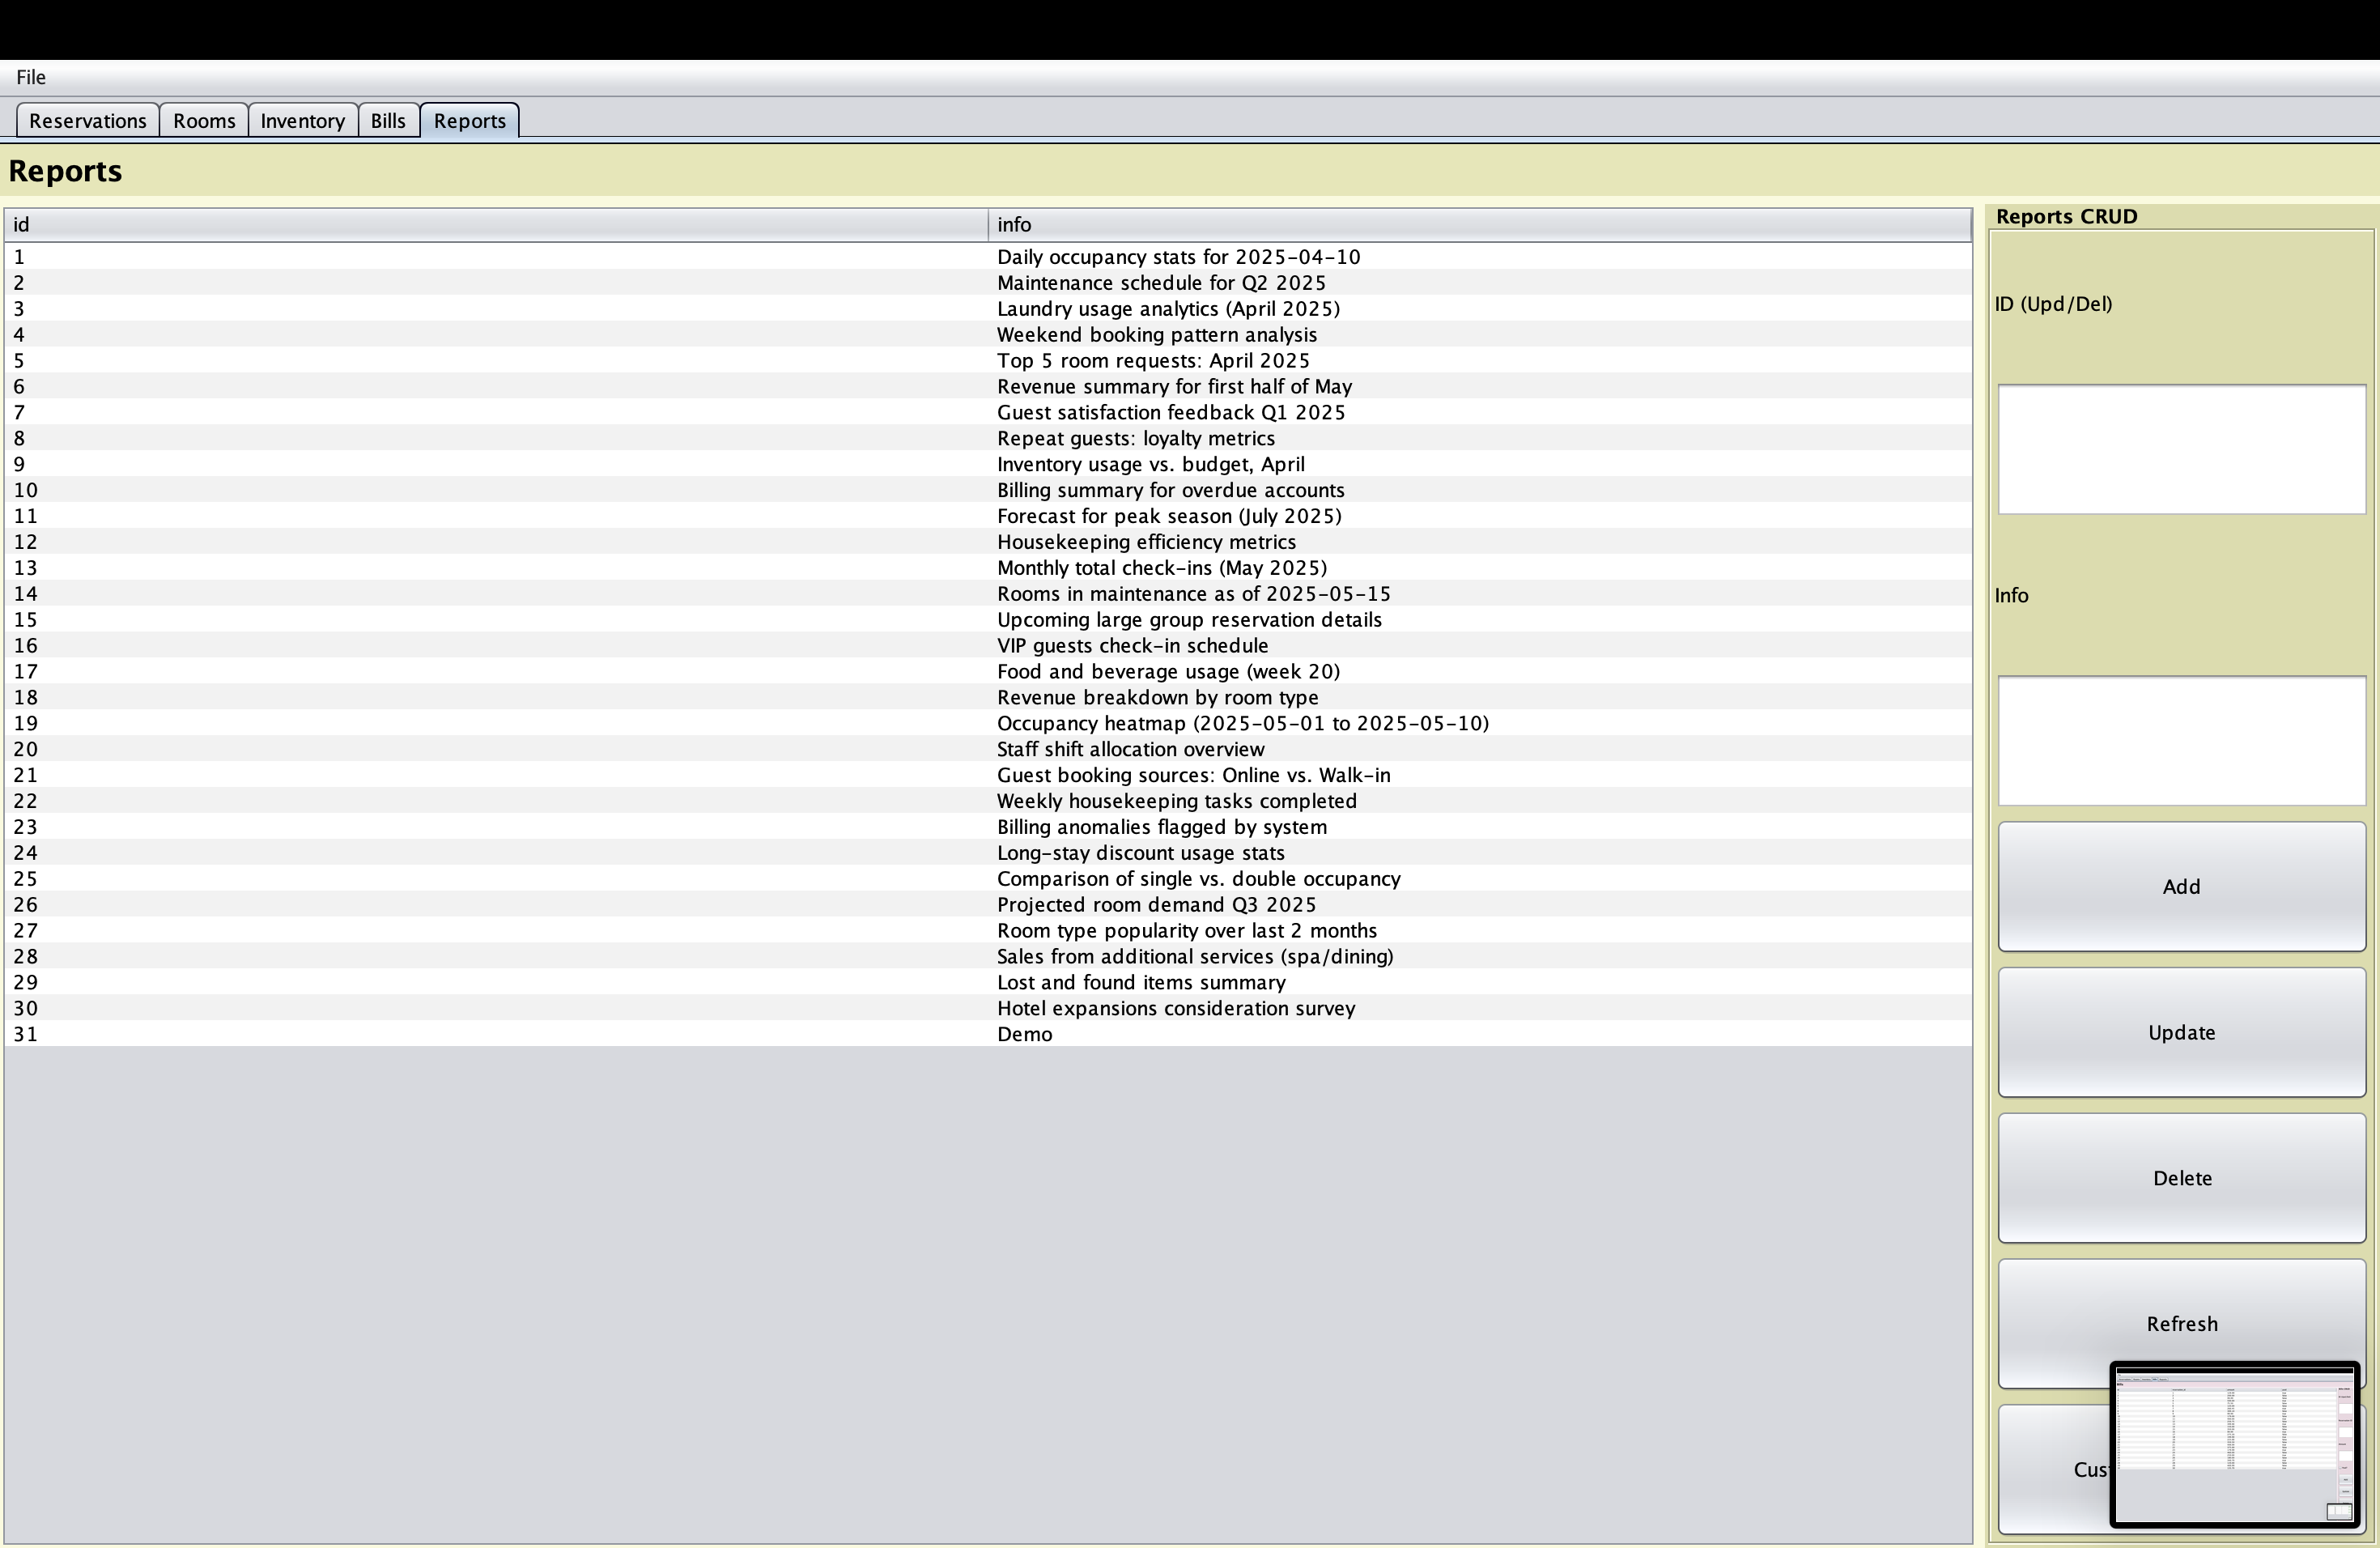 File
Reservations Rooms Inventory Bills Reports
Reports
id info
1 Daily occupancy stats for 2025-04-10
2 Maintenance schedule for Q2 2025
3 Laundry usage analytics (April 2025)
4 Weekend booking pattern analysis
5 Top 5 room requests: April 2025
6 Revenue summary for first half of May
7 Guest satisfaction feedback Q1 2025
8 Repeat guests: loyalty metrics
9 Inventory usage vs. budget, April
10 Billing summary for overdue accounts
11 Forecast for peak season (July 2025)
12 Housekeeping efficiency metrics
13 Monthly total check-ins (May 2025)
14 Rooms in maintenance as of 2025-05-15
15 Upcoming large group reservation details
16 VIP guests check-in schedule
17 Food and beverage usage (week 20)
18 Revenue breakdown by room type
19 Occupancy heatmap (2025-05-01 to 2025-05-10)
20 Staff shift allocation overview
21 Guest booking sources: Online vs. Walk-in
22 Weekly housekeeping tasks completed
23 Billing anomalies flagged by system
24 Long-stay discount usage stats
25 Comparison of single vs. double occupancy
26 Projected room demand Q3 2025
27 Room type popularity over last 2 months
28 Sales from additional services (spa/dining)
29 Lost and found items summary
30 Hotel expansions consideration survey
31 Demo
Reports CRUD
ID (Upd/Del)
Info
Add
Update
Delete
Refresh